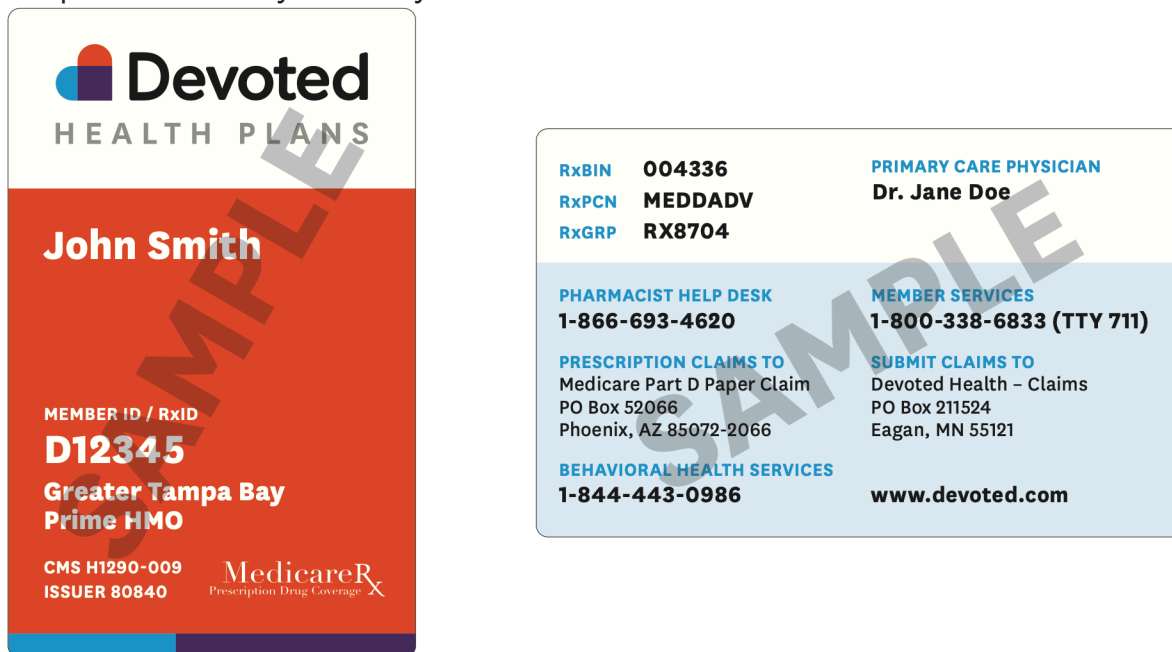 Devoted
HEALTH PLANS
John Smith
MEMBER ID / RxID
D12345
Greater Tampa Bay
Prime HMO
CMS H1290-009
ISSUER 80840
MedicareRx
Prescription Drug Coverage
SAMPLE
RxBIN 004336
RxPCN MEDDADV
RxGRP RX8704
PRIMARY CARE PHYSICIAN
Dr. Jane Doe
PHARMACIST HELP DESK
1-866-693-4620
MEMBER SERVICES
1-800-338-6833 (TTY 711)
PRESCRIPTION CLAIMS TO
Medicare Part D Paper Claim
PO Box 52066
Phoenix, AZ 85072-2066
SUBMIT CLAIMS TO
Devoted Health – Claims
PO Box 211524
Eagan, MN 55121
BEHAVIORAL HEALTH SERVICES
1-844-443-0986
www.devoted.com
SAMPLE